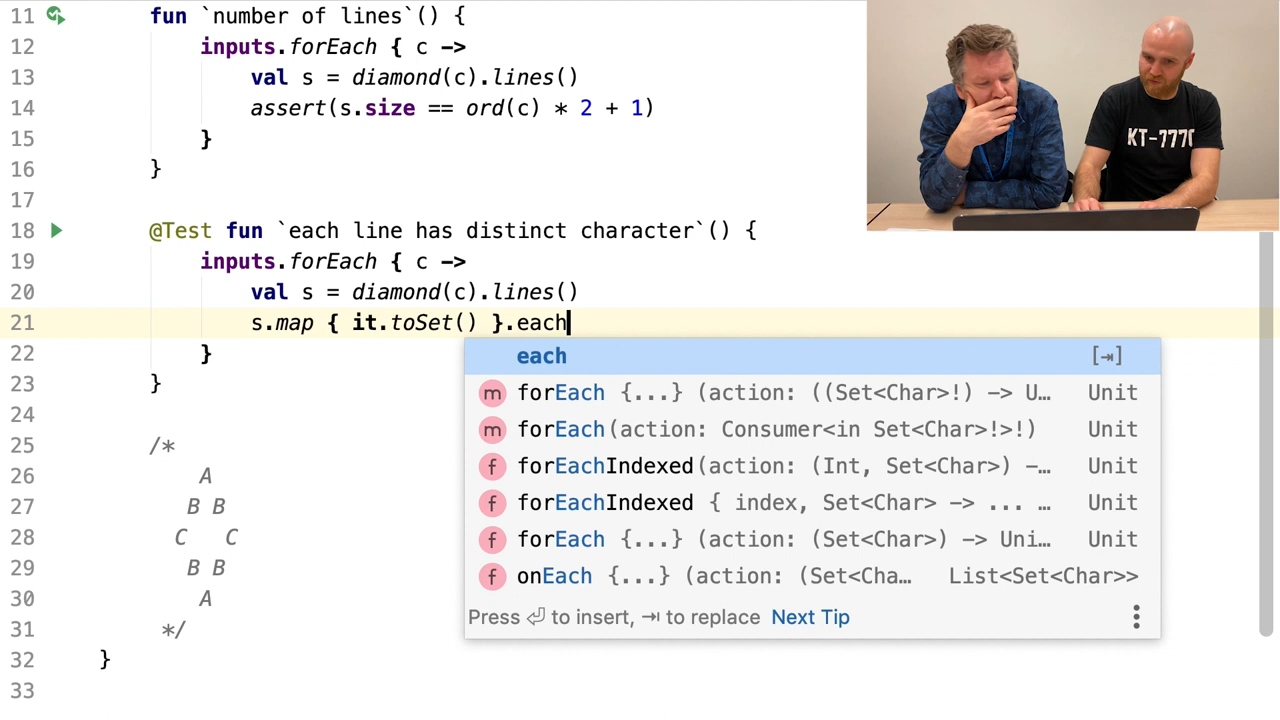 11 fun `number of lines`() {
12 inputs.forEach { c ->
13 val s = diamond(c).lines()
14 assert(s.size == ord(c) * 2 + 1)
15 }
16 }
17
18 @Test fun `each line has distinct character`() {
19 inputs.forEach { c ->
20 val s = diamond(c).lines()
21 s.map { it.toSet() }.each
22 }
23 }
24
25 /*
26 A
27 B B
28 C C
29 B B
30 A
31 */
32 }
33
each [⇥]
m forEach {...} (action: ((Set<Char>!) -> U… Unit
m forEach(action: Consumer<in Set<Char>!>!) Unit
f forEachIndexed(action: (Int, Set<Char>) -… Unit
f forEachIndexed { index, Set<Char> -> ... … Unit
f forEach {...} (action: (Set<Char>) -> Uni… Unit
f onEach {...} (action: (Set<Cha… List<Set<Char>>
Press ⏎ to insert, ⇥ to replace Next Tip